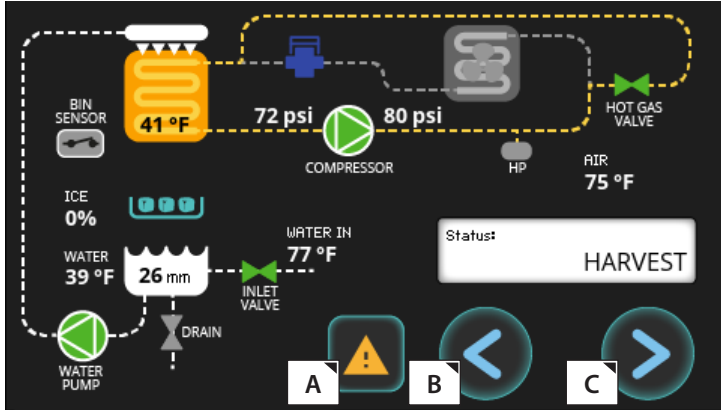 BIN
SENSOR
41 °F
72 psi
80 psi
COMPRESSOR
HOT GAS
VALVE
HP
AIR
75 °F
ICE
0%
WATER
39 °F
26 mm
WATER IN
77 °F
INLET
VALVE
DRAIN
WATER
PUMP
Status:
HARVEST
A
B
C